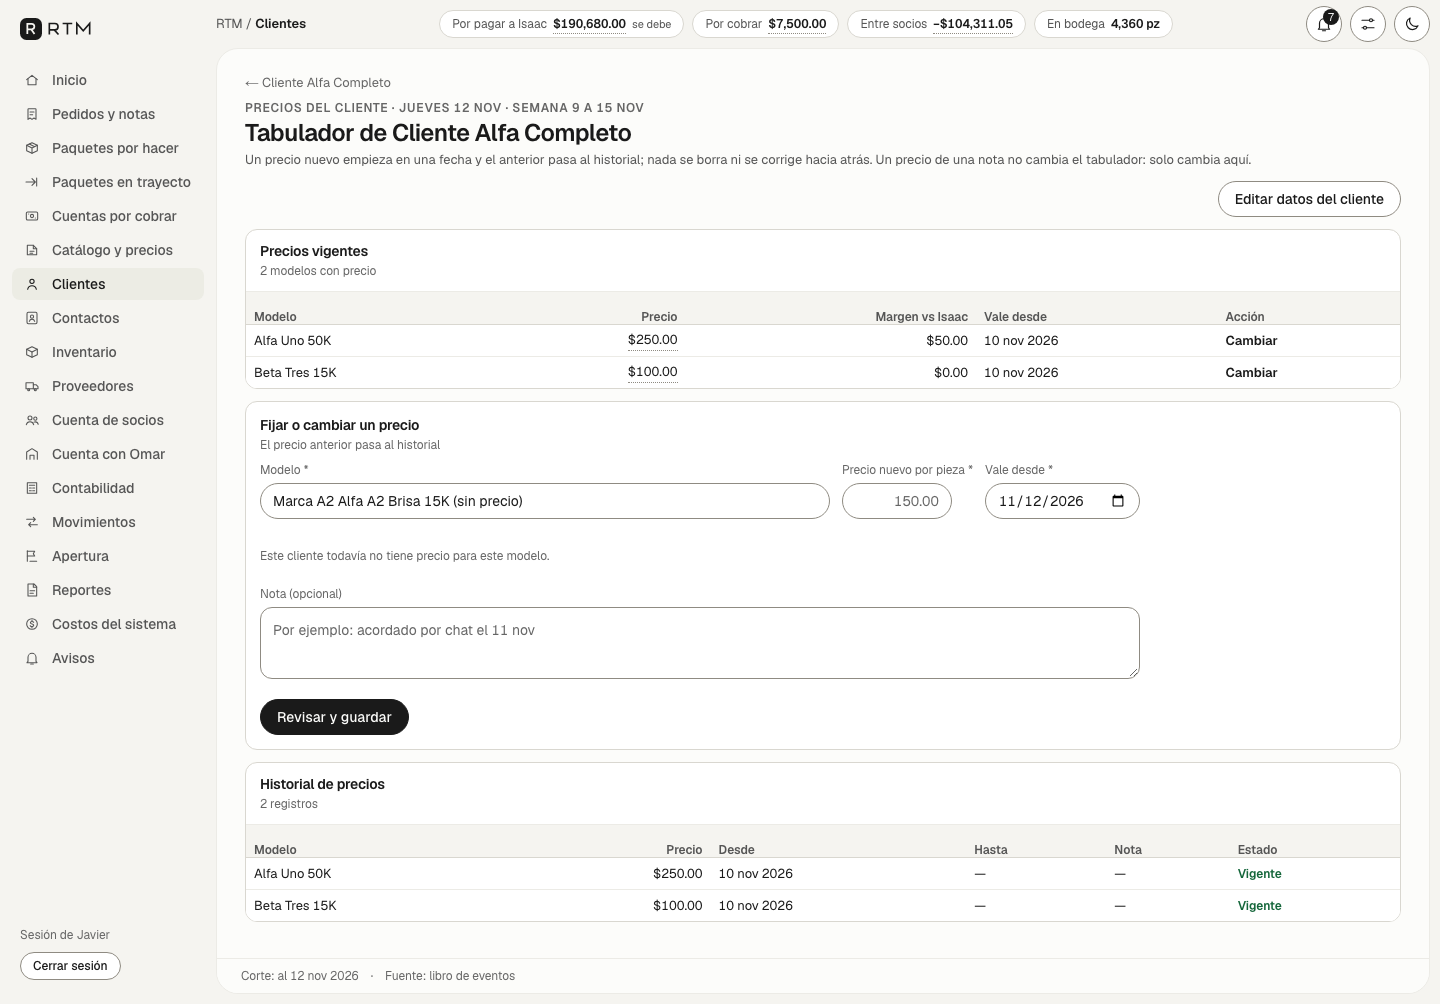 R RTM
RTM / Clientes
Por pagar a Isaac $190,680.00 se debe
Por cobrar $7,500.00
Entre socios −$104,311.05
En bodega 4,360 pz
7
Inicio
Pedidos y notas
Paquetes por hacer
Paquetes en trayecto
Cuentas por cobrar
Catálogo y precios
Clientes
Contactos
Inventario
Proveedores
Cuenta de socios
Cuenta con Omar
Contabilidad
Movimientos
Apertura
Reportes
Costos del sistema
Avisos
Sesión de Javier
Cerrar sesión
← Cliente Alfa Completo
PRECIOS DEL CLIENTE · JUEVES 12 NOV · SEMANA 9 A 15 NOV
Tabulador de Cliente Alfa Completo
Un precio nuevo empieza en una fecha y el anterior pasa al historial; nada se borra ni se corrige hacia atrás. Un precio de una nota no cambia el tabulador: solo cambia aquí.
Editar datos del cliente
Precios vigentes
2 modelos con precio
Modelo Precio Margen vs Isaac Vale desde Acción
Alfa Uno 50K $250.00 $50.00 10 nov 2026 Cambiar
Beta Tres 15K $100.00 $0.00 10 nov 2026 Cambiar
Fijar o cambiar un precio
El precio anterior pasa al historial
Modelo * Precio nuevo por pieza * Vale desde *
Marca A2 Alfa A2 Brisa 15K (sin precio) 150.00 11/12/2026
Este cliente todavía no tiene precio para este modelo.
Nota (opcional)
Por ejemplo: acordado por chat el 11 nov
Revisar y guardar
Historial de precios
2 registros
Modelo Precio Desde Hasta Nota Estado
Alfa Uno 50K $250.00 10 nov 2026 — — Vigente
Beta Tres 15K $100.00 10 nov 2026 — — Vigente
Corte: al 12 nov 2026 · Fuente: libro de eventos